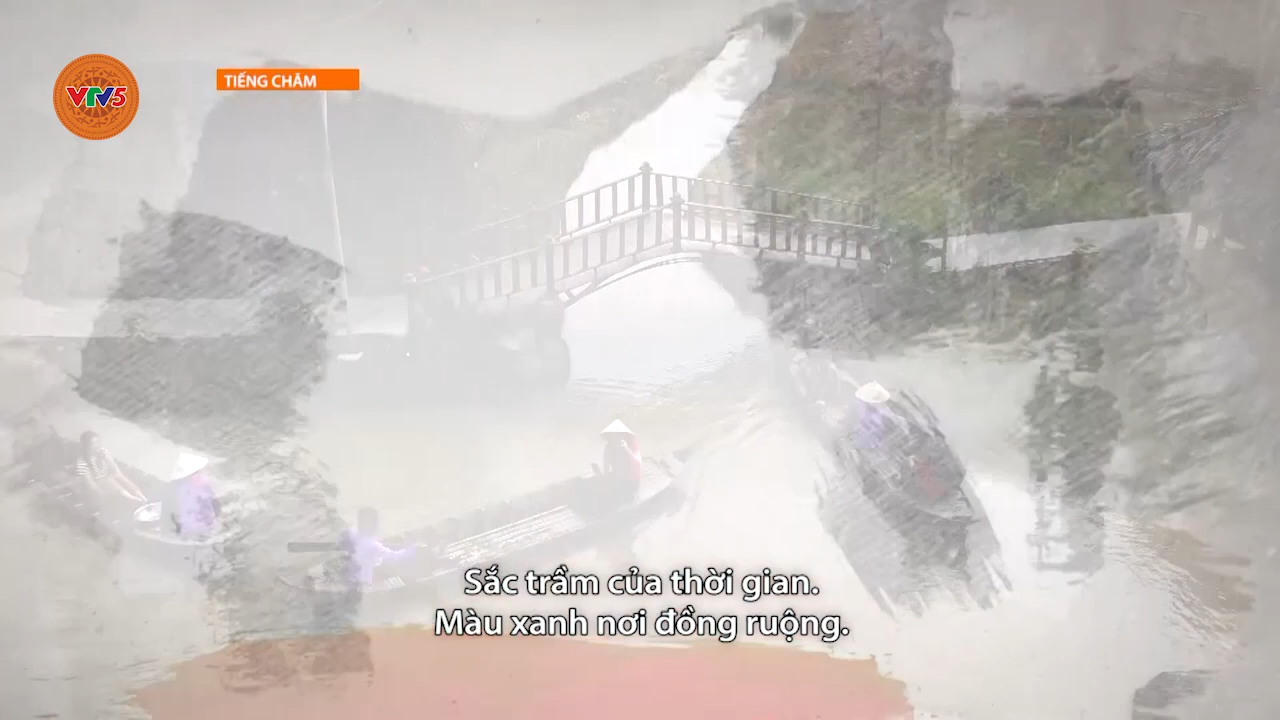 VTV5
TIẾNG CHĂM
Sắc trầm của thời gian.
Màu xanh nơi đồng ruộng.